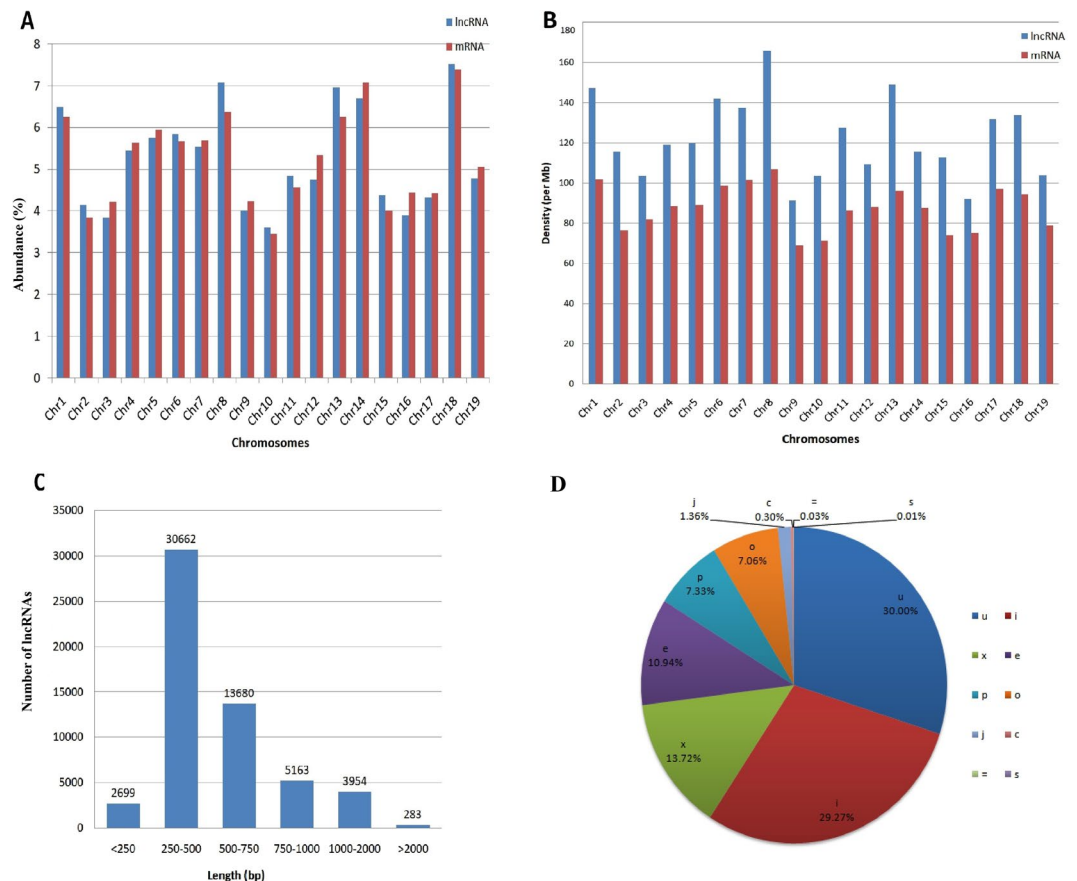 A
lncRNA
mRNA
8
7
6
5
4
3
2
1
0
Abundance (%)
Chr1 Chr2 Chr3 Chr4 Chr5 Chr6 Chr7 Chr8 Chr9 Chr10 Chr11 Chr12 Chr13 Chr14 Chr15 Chr16 Chr17 Chr18 Chr19
Chromosomes
B
lncRNA
mRNA
180
160
140
120
100
80
60
40
20
0
Density (per Mb)
Chr1 Chr2 Chr3 Chr4 Chr5 Chr6 Chr7 Chr8 Chr9 Chr10 Chr11 Chr12 Chr13 Chr14 Chr15 Chr16 Chr17 Chr18 Chr19
Chromosomes
C
35000
30000
25000
20000
15000
10000
5000
0
Number of lncRNAs
2699
30662
13680
5163
3954
283
<250 250-500 500-750 750-1000 1000-2000 >2000
Length (bp)
D
j
1.36%
c
0.30%
=
0.03%
s
0.01%
o
7.06%
p
7.33%
u
30.00%
e
10.94%
x
13.72%
i
29.27%
u i
x e
p o
j c
= s